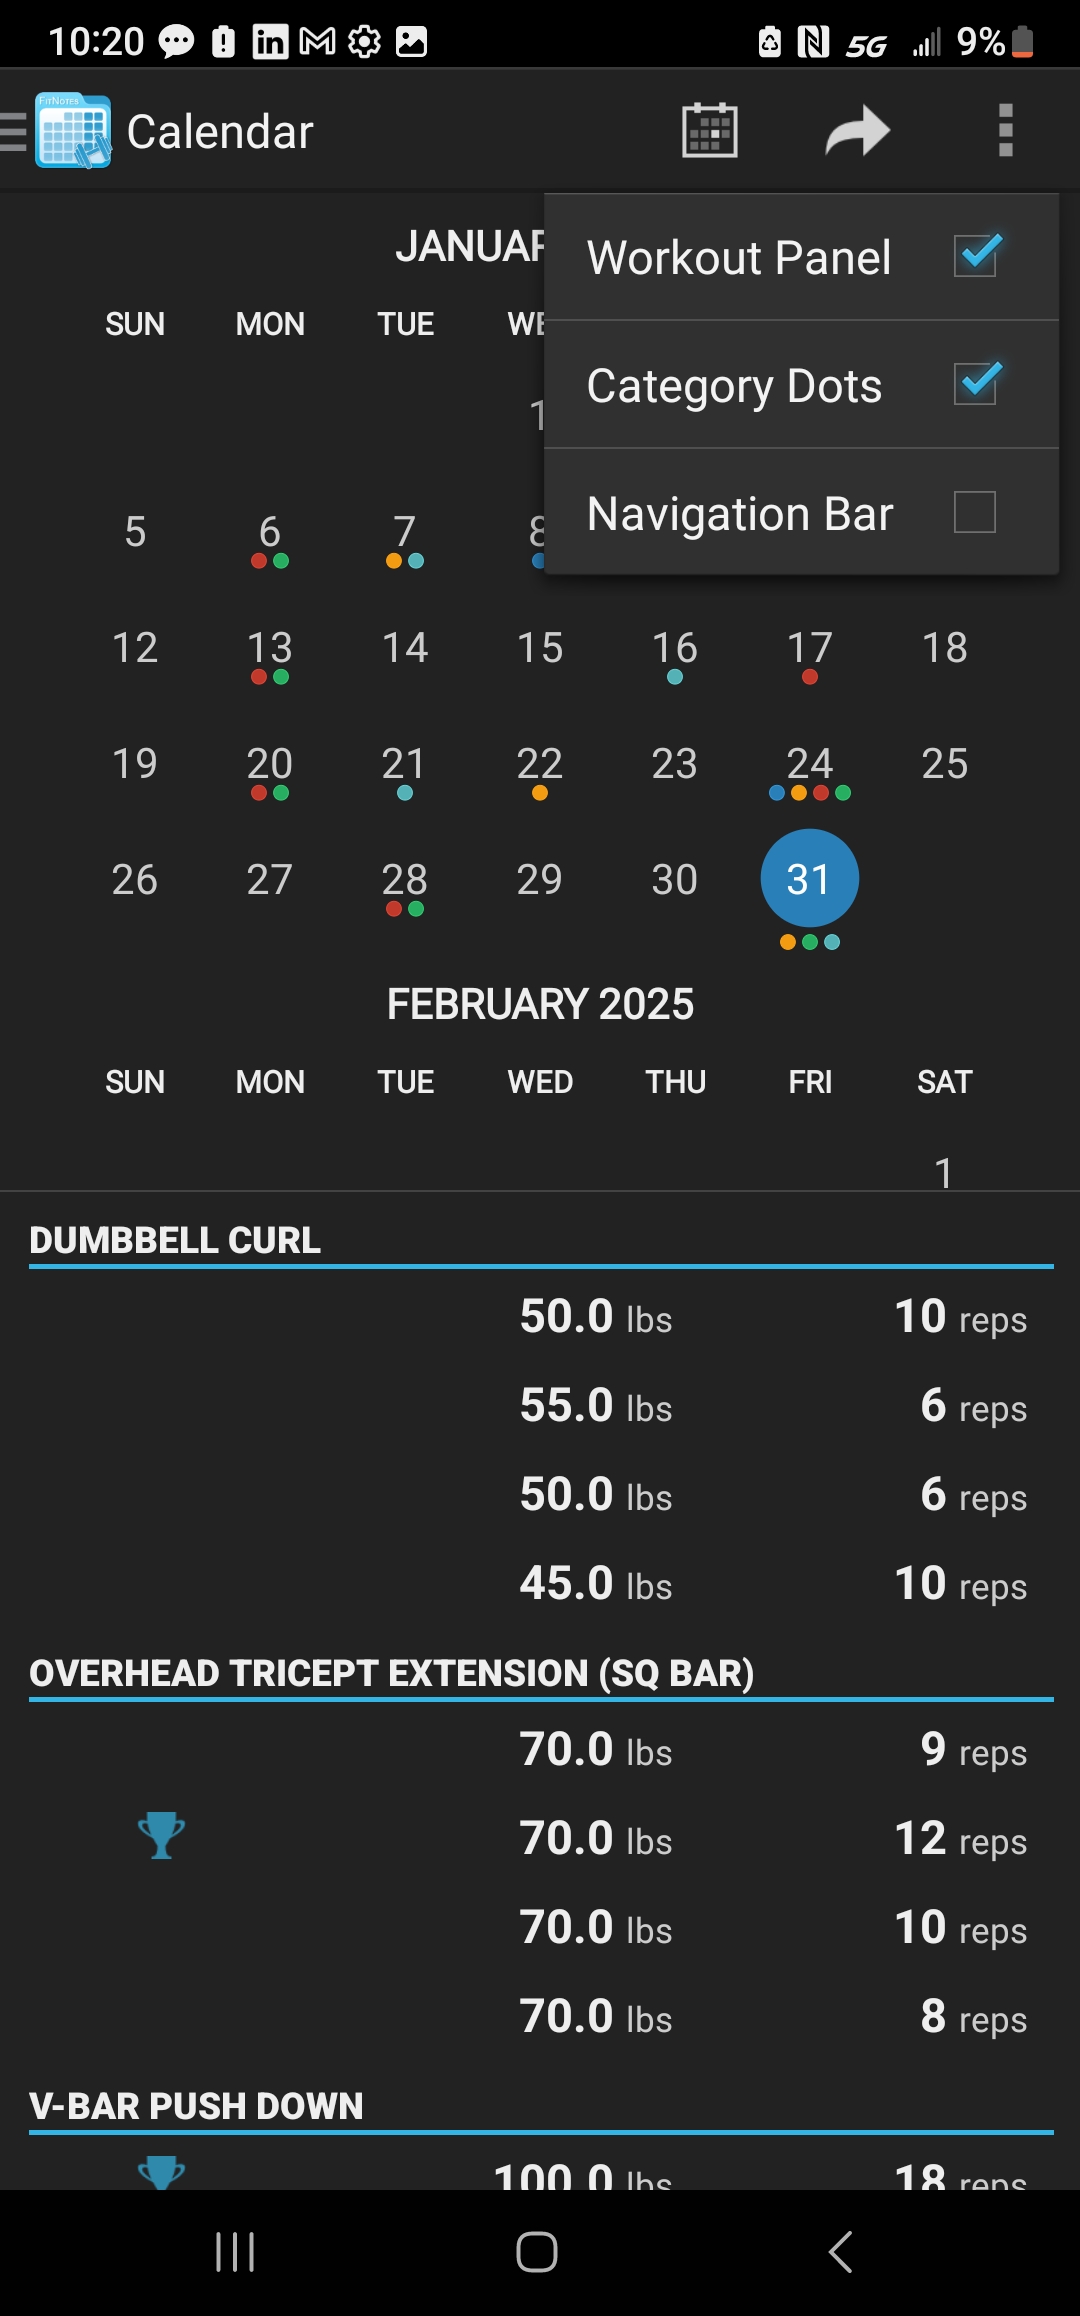 10:20 in 5G 9%
FITNOTES
Calendar
Workout Panel
Category Dots
Navigation Bar
JANUAR
SUN MON TUE WE
1
5 6 7 8
12 13 14 15 16 17 18
19 20 21 22 23 24 25
26 27 28 29 30 31
FEBRUARY 2025
SUN MON TUE WED THU FRI SAT
1
DUMBBELL CURL
50.0 lbs 10 reps
55.0 lbs 6 reps
50.0 lbs 6 reps
45.0 lbs 10 reps
OVERHEAD TRICEPT EXTENSION (SQ BAR)
70.0 lbs 9 reps
70.0 lbs 12 reps
70.0 lbs 10 reps
70.0 lbs 8 reps
V-BAR PUSH DOWN
100.0 lbs 18 reps